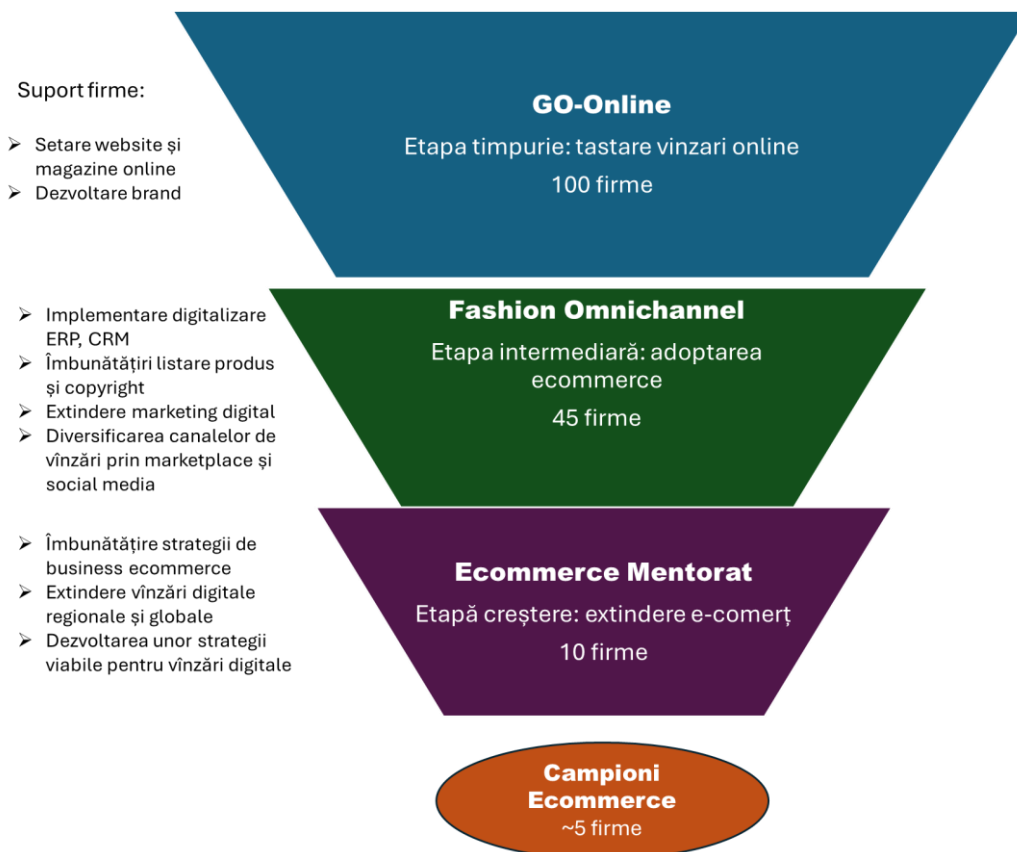 Suport firme:
➢ Setare website și
magazine online
➢ Dezvoltare brand
GO-Online
Etapa timpurie: tastare vinzari online
100 firme
➢ Implementare digitalizare
ERP, CRM
➢ Îmbunătățiri listare produs
și copyright
➢ Extindere marketing digital
➢ Diversificarea canalelor de
vînzări prin marketplace și
social media
Fashion Omnichannel
Etapa intermediară: adoptarea
ecommerce
45 firme
➢ Îmbunătățire strategii de
business ecommerce
➢ Extindere vînzări digitale
regionale și globale
➢ Dezvoltarea unor strategii
viabile pentru vînzări digitale
Ecommerce Mentorat
Etapă creștere: extindere e-comerț
10 firme
Campioni
Ecommerce
~5 firme